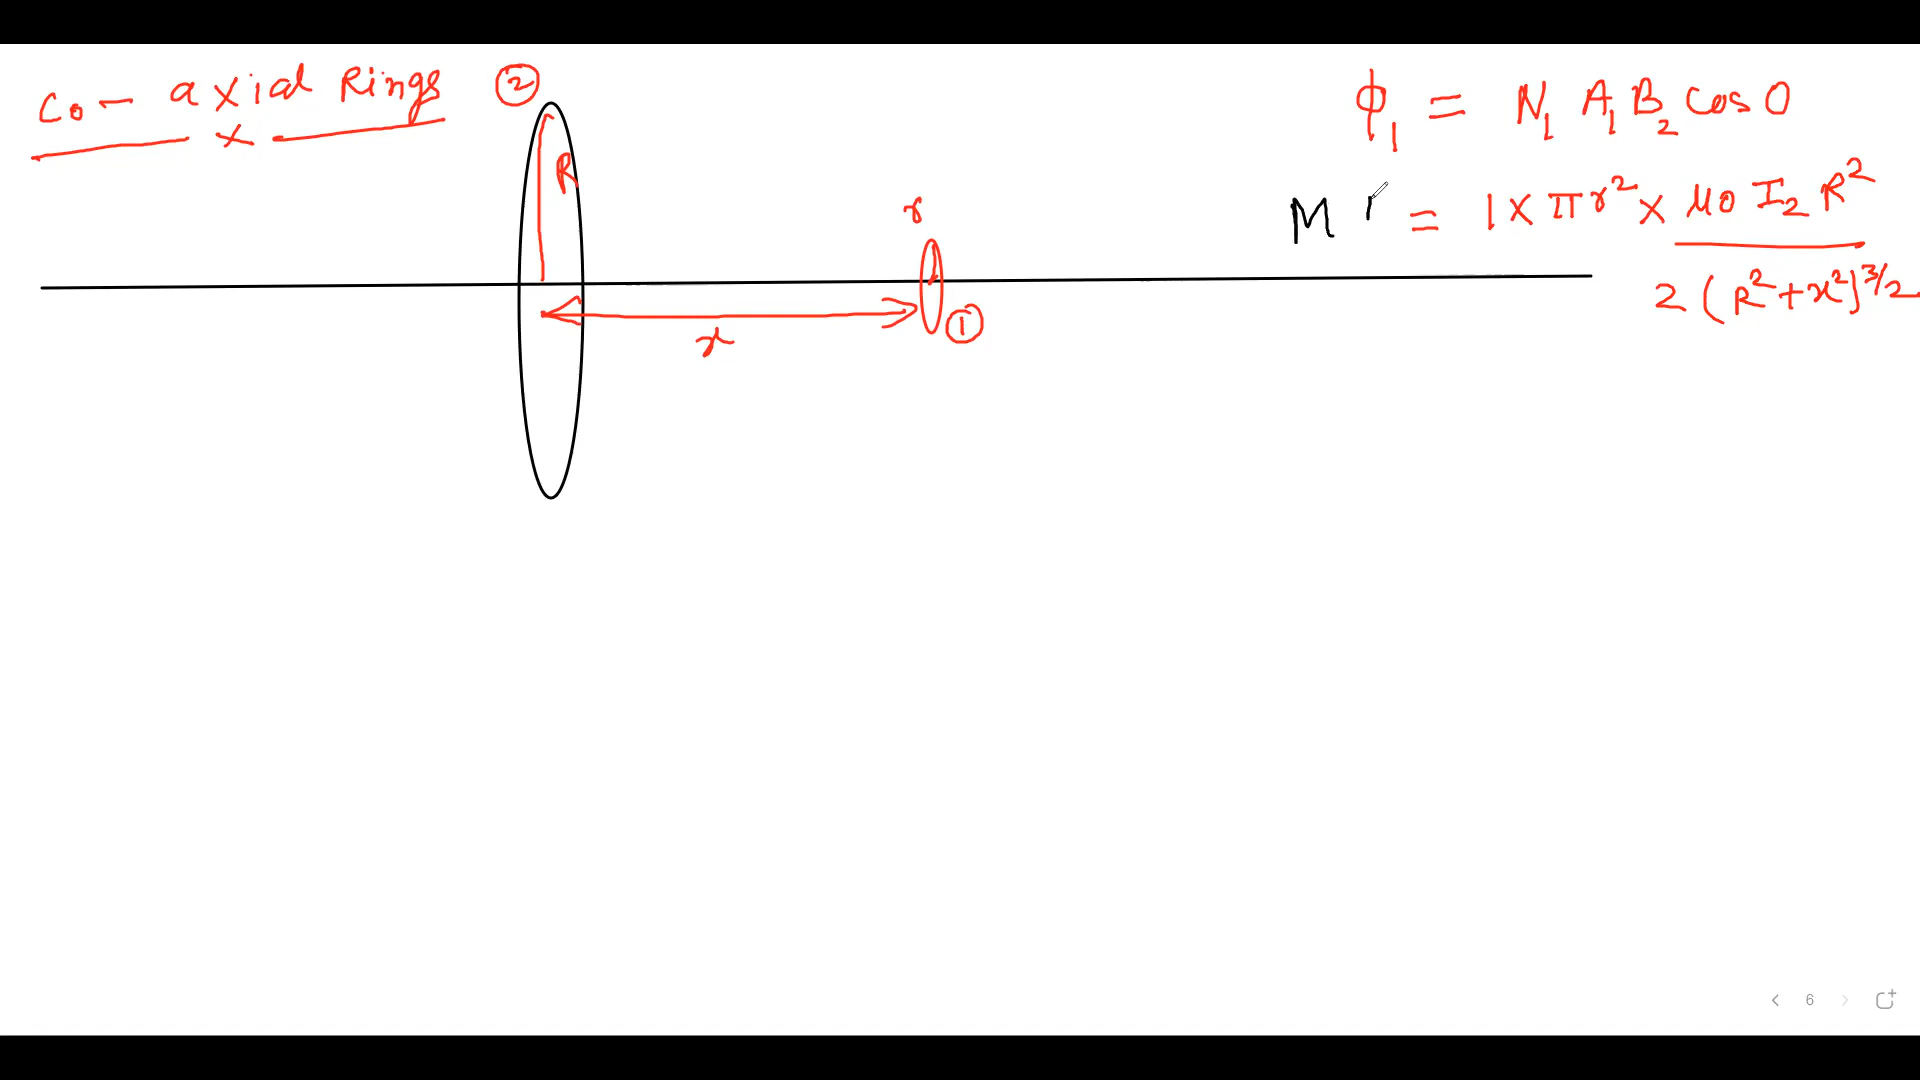 Co - axial Rings ②
R
r
x
①
ϕ₁ = N₁ A₁ B₂ cos 0
M = 1 × πr² × μ0 I₂ R²
2 (R² + x²)^3/2
6